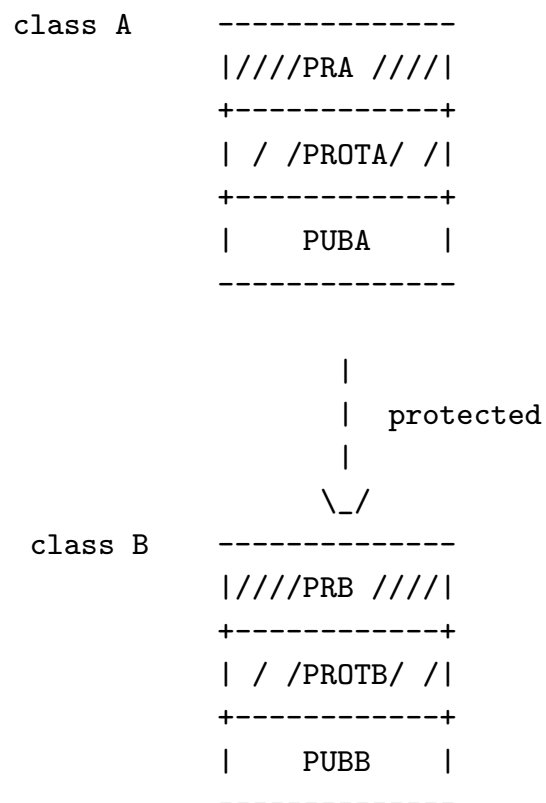 class A --------------
|////PRA ////|
+------------+
| / /PROTA/ /|
+------------+
| PUBA |
--------------
|
| protected
|
\_/
class B --------------
|////PRB ////|
+------------+
| / /PROTB/ /|
+------------+
| PUBB |
--------------